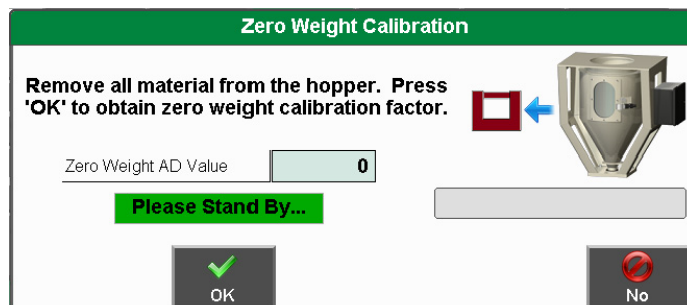 Zero Weight Calibration
Remove all material from the hopper. Press
'OK' to obtain zero weight calibration factor.
Zero Weight AD Value 0
Please Stand By...
OK
No